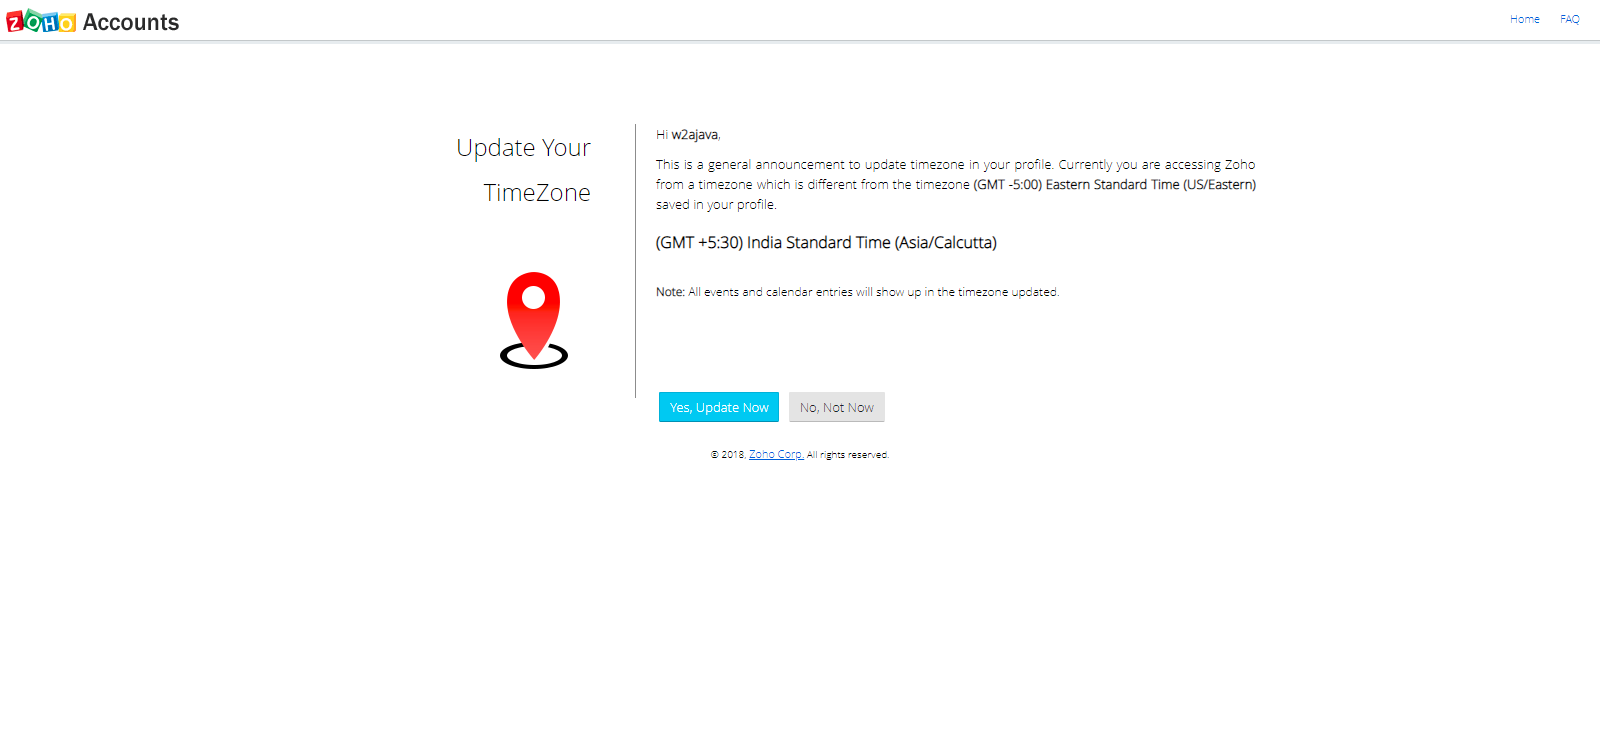 ZOHO Accounts
Home FAQ
Update Your
TimeZone
Hi w2ajava,
This is a general announcement to update timezone in your profile. Currently you are accessing Zoho
from a timezone which is different from the timezone (GMT -5:00) Eastern Standard Time (US/Eastern)
saved in your profile.
(GMT +5:30) India Standard Time (Asia/Calcutta)
Note: All events and calendar entries will show up in the timezone updated.
Yes, Update Now
No, Not Now
© 2018, Zoho Corp. All rights reserved.